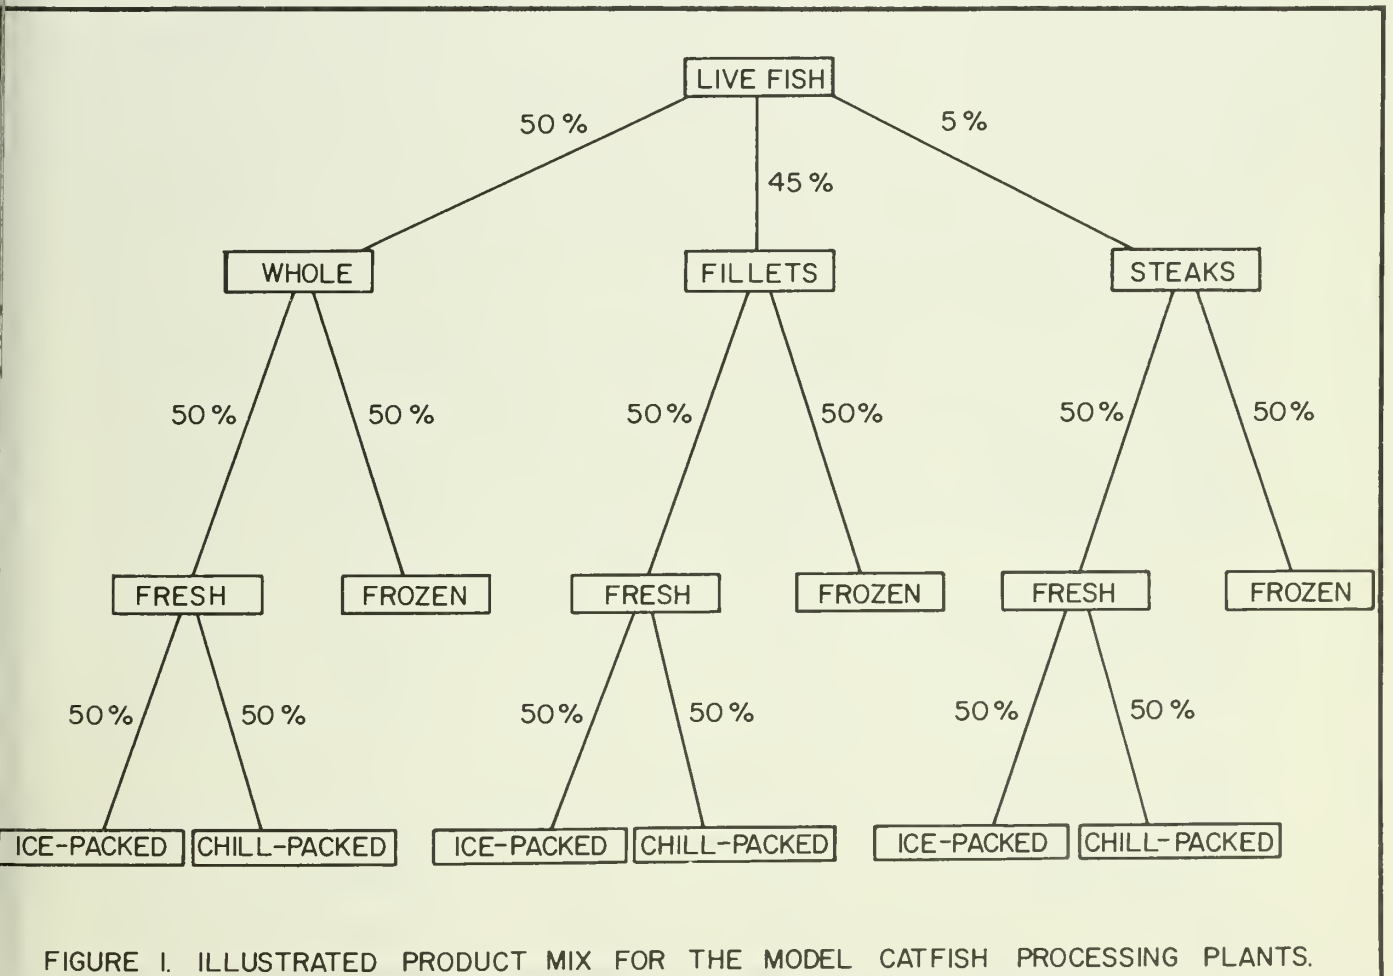 LIVE FISH
50%
45%
5%
WHOLE
FILLETS
STEAKS
50%
50%
50%
50%
50%
50%
FRESH
FROZEN
FRESH
FROZEN
FRESH
FROZEN
50%
50%
50%
50%
50%
50%
ICE-PACKED
CHILL-PACKED
ICE-PACKED
CHILL-PACKED
ICE-PACKED
CHILL-PACKED
FIGURE 1. ILLUSTRATED PRODUCT MIX FOR THE MODEL CATFISH PROCESSING PLANTS.